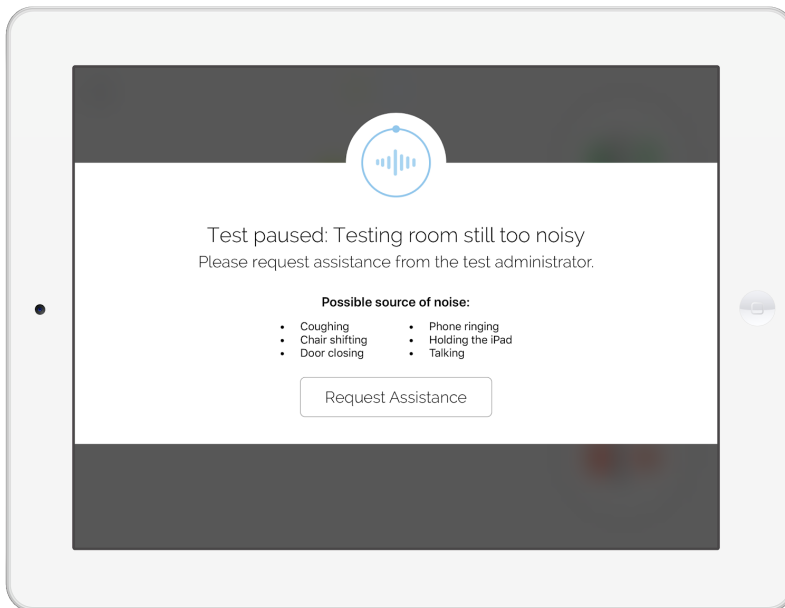 Test paused: Testing room still too noisy
Please request assistance from the test administrator.
Possible source of noise:
• Coughing
• Chair shifting
• Door closing
• Phone ringing
• Holding the iPad
• Talking
Request Assistance